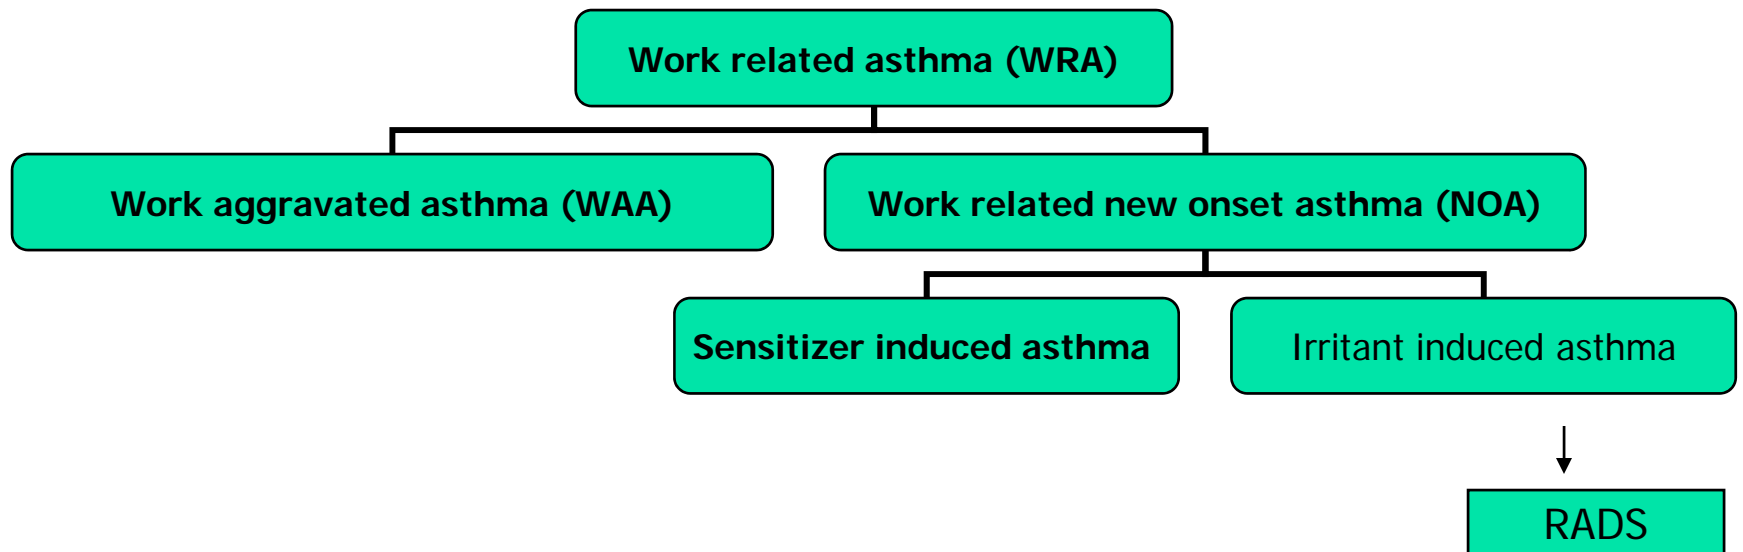 Work related asthma (WRA)
Work aggravated asthma (WAA)
Work related new onset asthma (NOA)
Sensitizer induced asthma
Irritant induced asthma
RADS